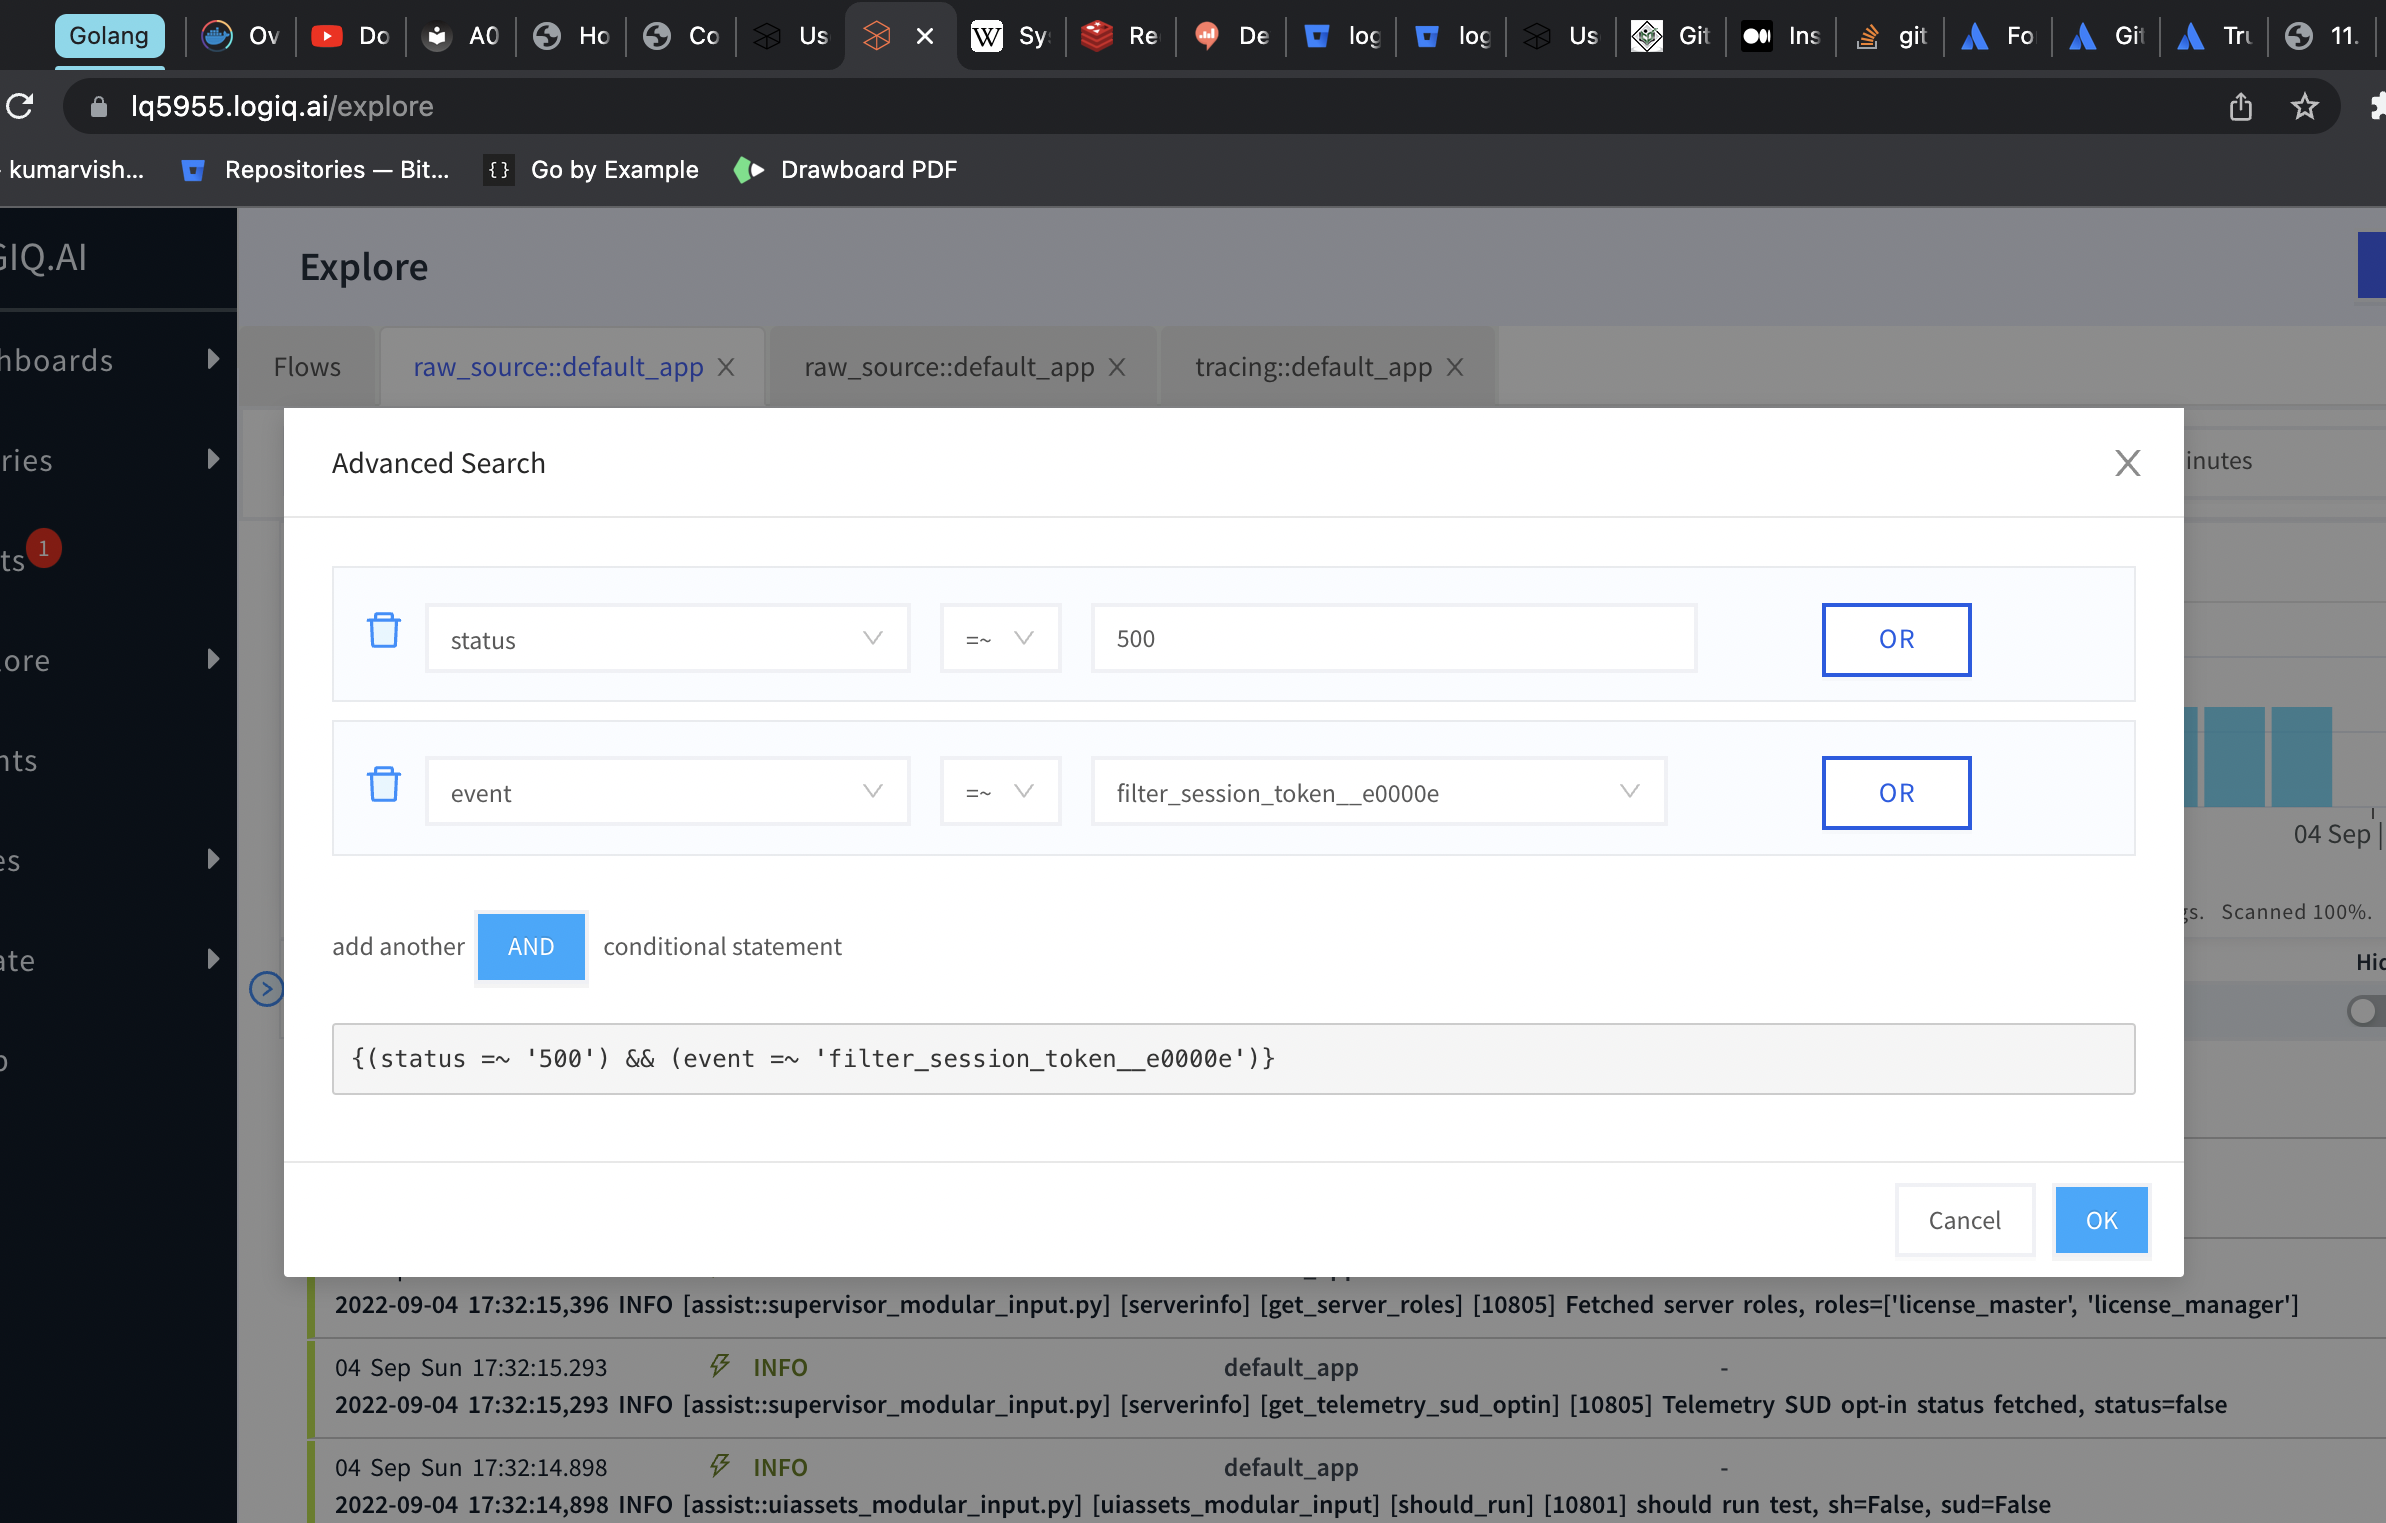 Golang
Ov
Do
A0
Ho
Co
Us
Sy
Re
De
log
log
Us
Git
Ins
git
Fo
Git
Tru
11.
lq5955.logiq.ai/explore
kumarvish...
Repositories — Bit...
Go by Example
Drawboard PDF
GIQ.AI
Explore
hboards
Flows
raw_source::default_app
raw_source::default_app
tracing::default_app
Advanced Search
ries
inutes
ts
1
status
=~
500
OR
ore
nts
event
=~
filter_session_token__e0000e
OR
04 Sep |
es
gs. Scanned 100%.
add another AND conditional statement
ate
Hid
{(status =~ '500') && (event =~ 'filter_session_token__e0000e')}
Cancel
OK
2022-09-04 17:32:15,396 INFO [assist::supervisor_modular_input.py] [serverinfo] [get_server_roles] [10805] Fetched server roles, roles=['license_master', 'license_manager']
04 Sep Sun 17:32:15.293 INFO default_app -
2022-09-04 17:32:15,293 INFO [assist::supervisor_modular_input.py] [serverinfo] [get_telemetry_sud_optin] [10805] Telemetry SUD opt-in status fetched, status=false
04 Sep Sun 17:32:14.898 INFO default_app -
2022-09-04 17:32:14,898 INFO [assist::uiassets_modular_input.py] [uiassets_modular_input] [should_run] [10801] should run test, sh=False, sud=False